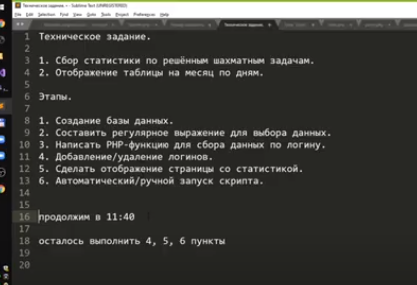 Техническое задание. - Sublime Text (UNREGISTERED)
File Edit Selection Find View Goto Tools Project Preferences Help
Техническое задание.
1 Техническое задание.
2
3 1. Сбор статистики по решённым шахматным задачам.
4 2. Отображение таблицы на месяц по дням.
5
6 Этапы.
7
8 1. Создание базы данных.
9 2. Составить регулярное выражение для выбора данных.
10 3. Написать PHP-функцию для сбора данных по логину.
11 4. Добавление/удаление логинов.
12 5. Сделать отображение страницы со статистикой.
13 6. Автоматический/ручной запуск скрипта.
14
15
16 продолжим в 11:40
17
18 осталось выполнить 4, 5, 6 пункты
19
20